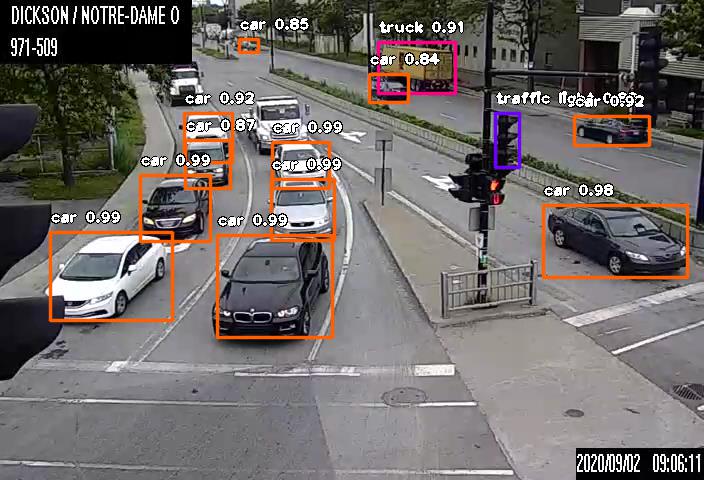 DICKSON / NOTRE-DAME O
971-509
car 0.85
truck 0.91
car 0.84
car 0.92
traffic light 0.
car 0.92
car 0.87
car 0.99
car 0.99
car 0.99
car 0.98
car 0.99
car 0.99
2020/09/02 09:06:11